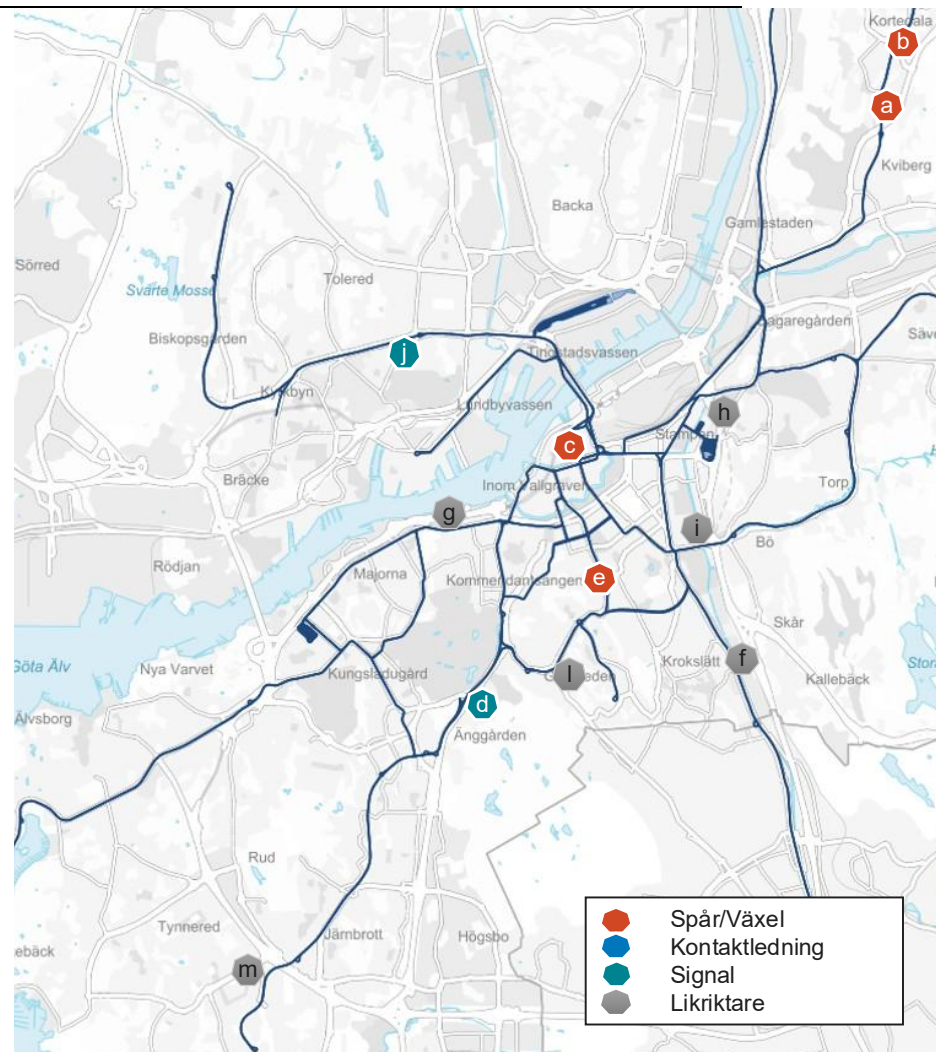 Kortedala
b
a
Kviberg
Backa
Gamlestaden
Sörred
Tolered
Svarte Mosse
Bagaregården
Biskopsgården
j
Tingstadsvassen
Kyrkbyn
Lundbyvassen
h
Stampen
c
Bräcke
Inom Vallgraven
Torp
g
i
Bö
Rödjan
Majorna
Kommendantsängen
e
Skår
Göta Älv
Nya Varvet
Kungsladugård
Krokslätt
f
l
Kallebäck
Älvsborg
d
Änggården
Rud
Tynnered
Järnbrott
Högsbo
m
Spår/Växel
Kontaktledning
Signal
Likriktare